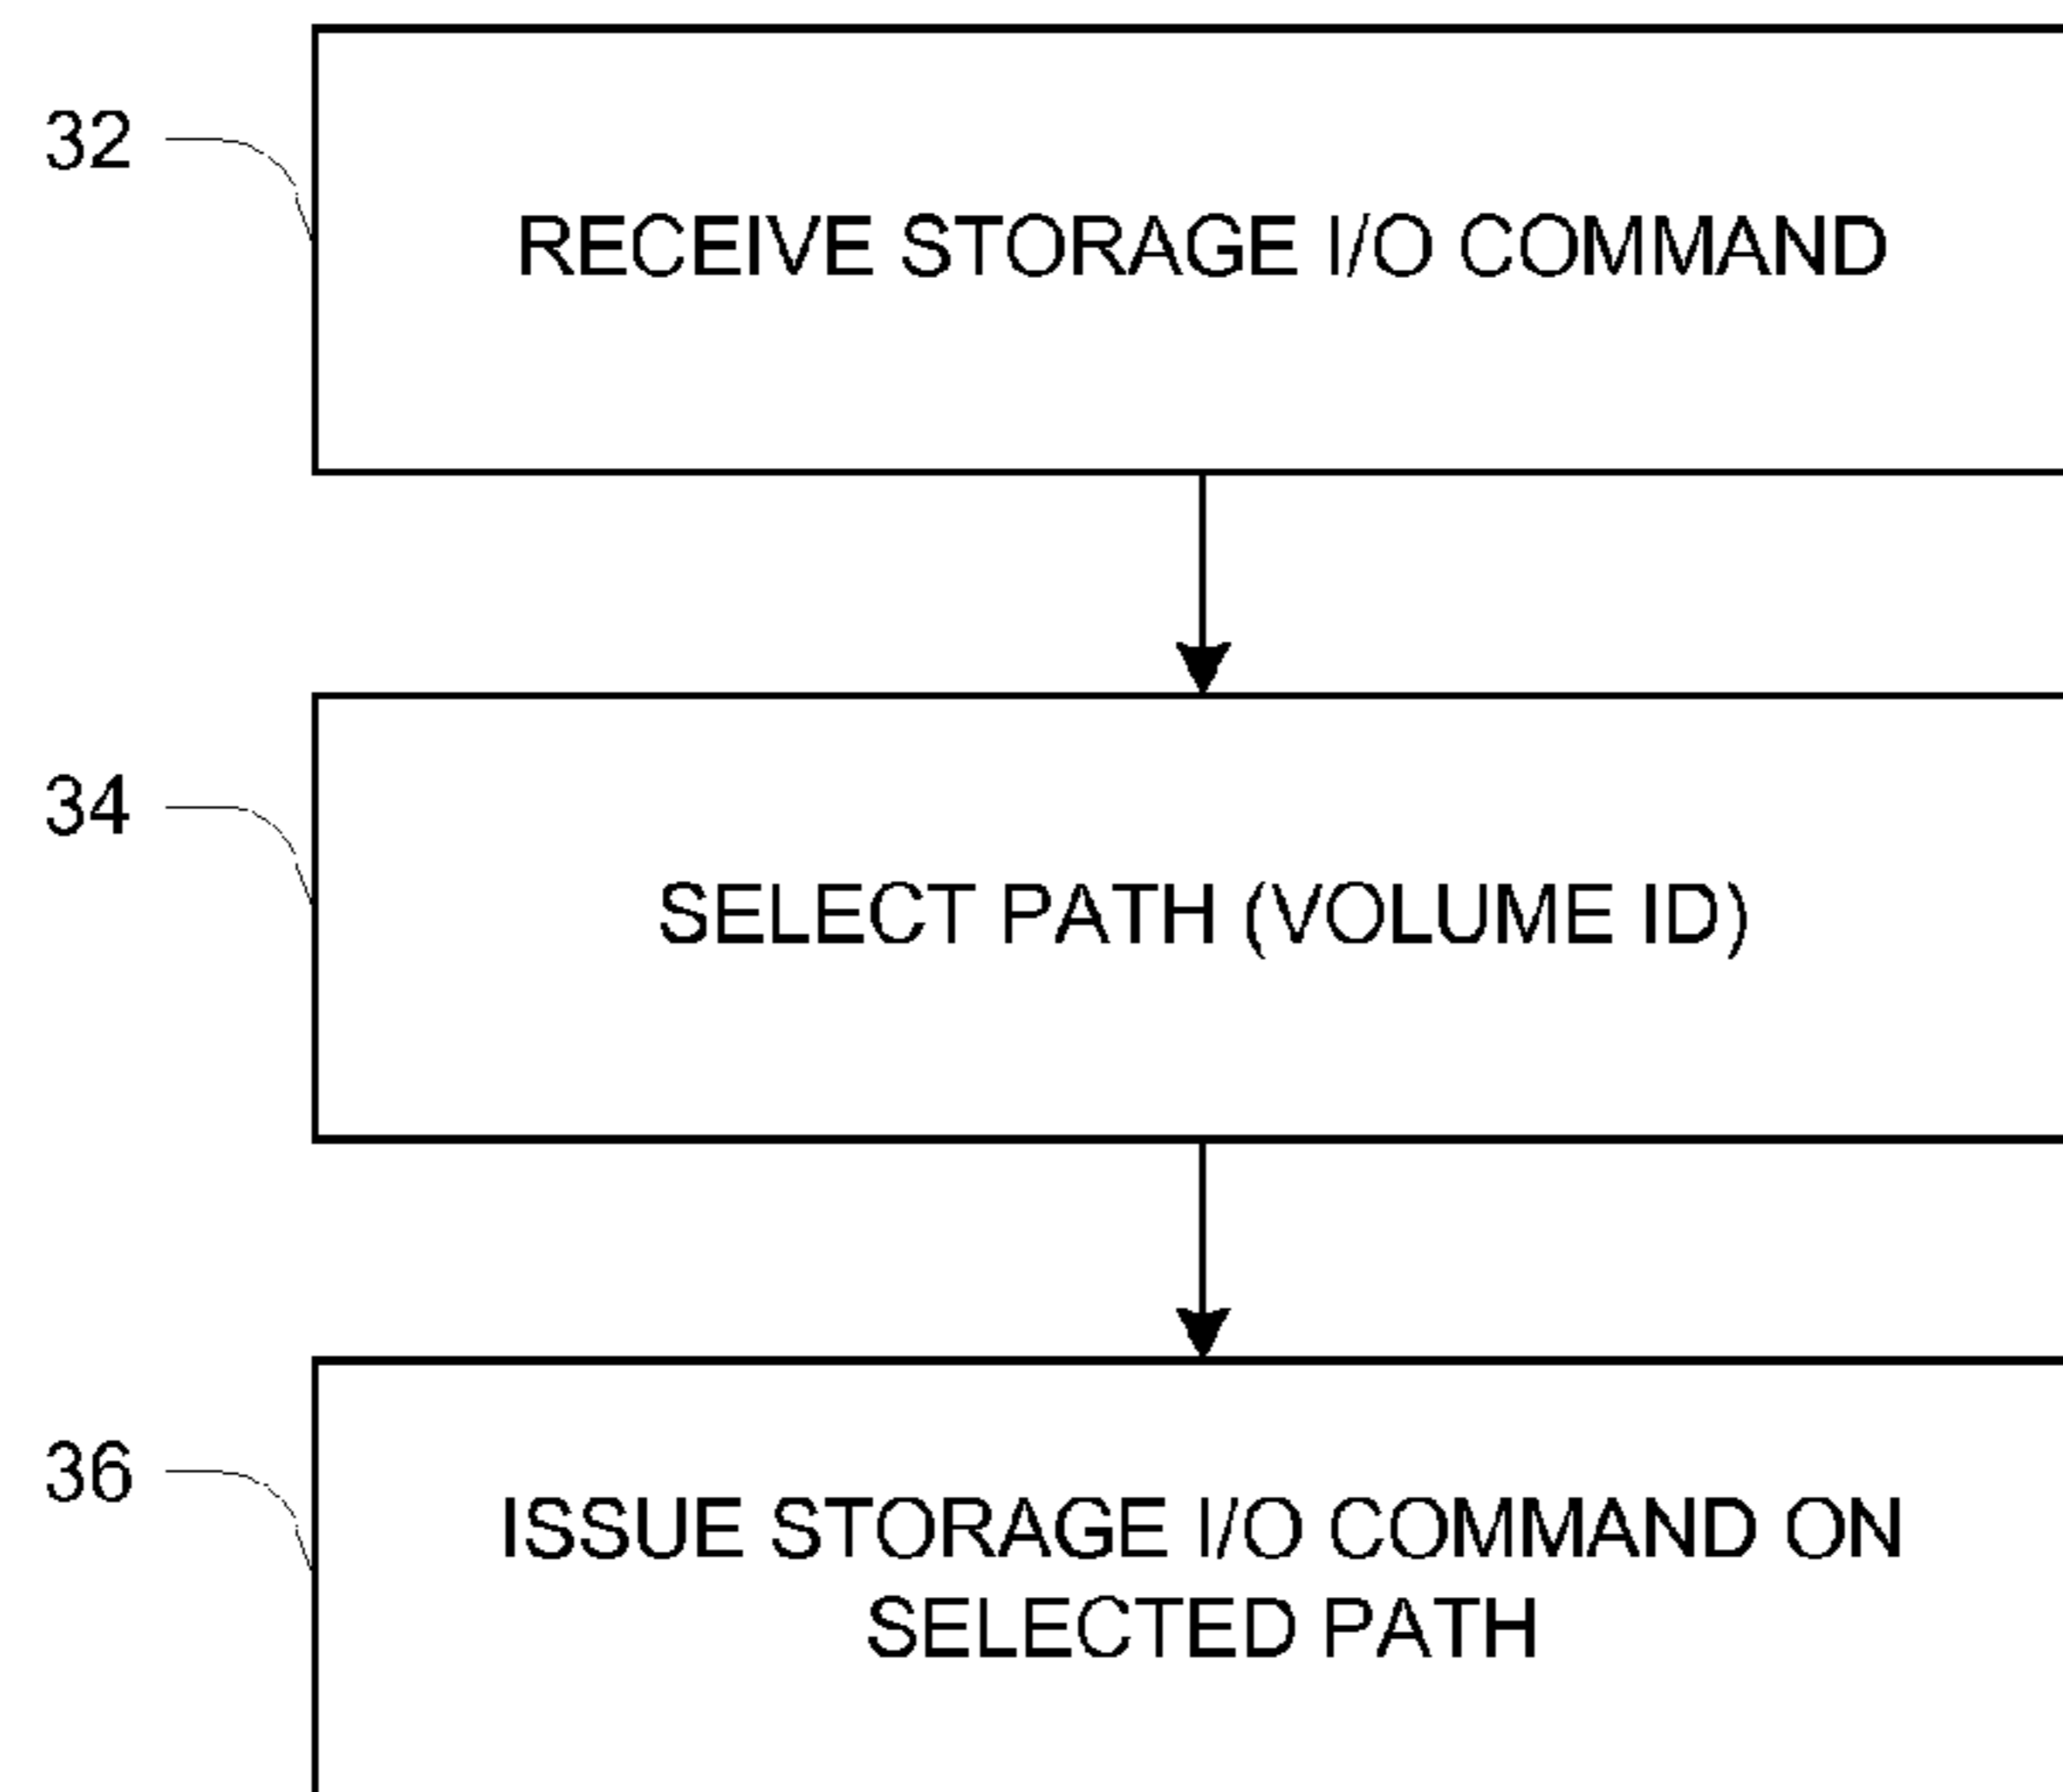 32
RECEIVE STORAGE I/O COMMAND
34
SELECT PATH (VOLUME ID)
36
ISSUE STORAGE I/O COMMAND ON
SELECTED PATH